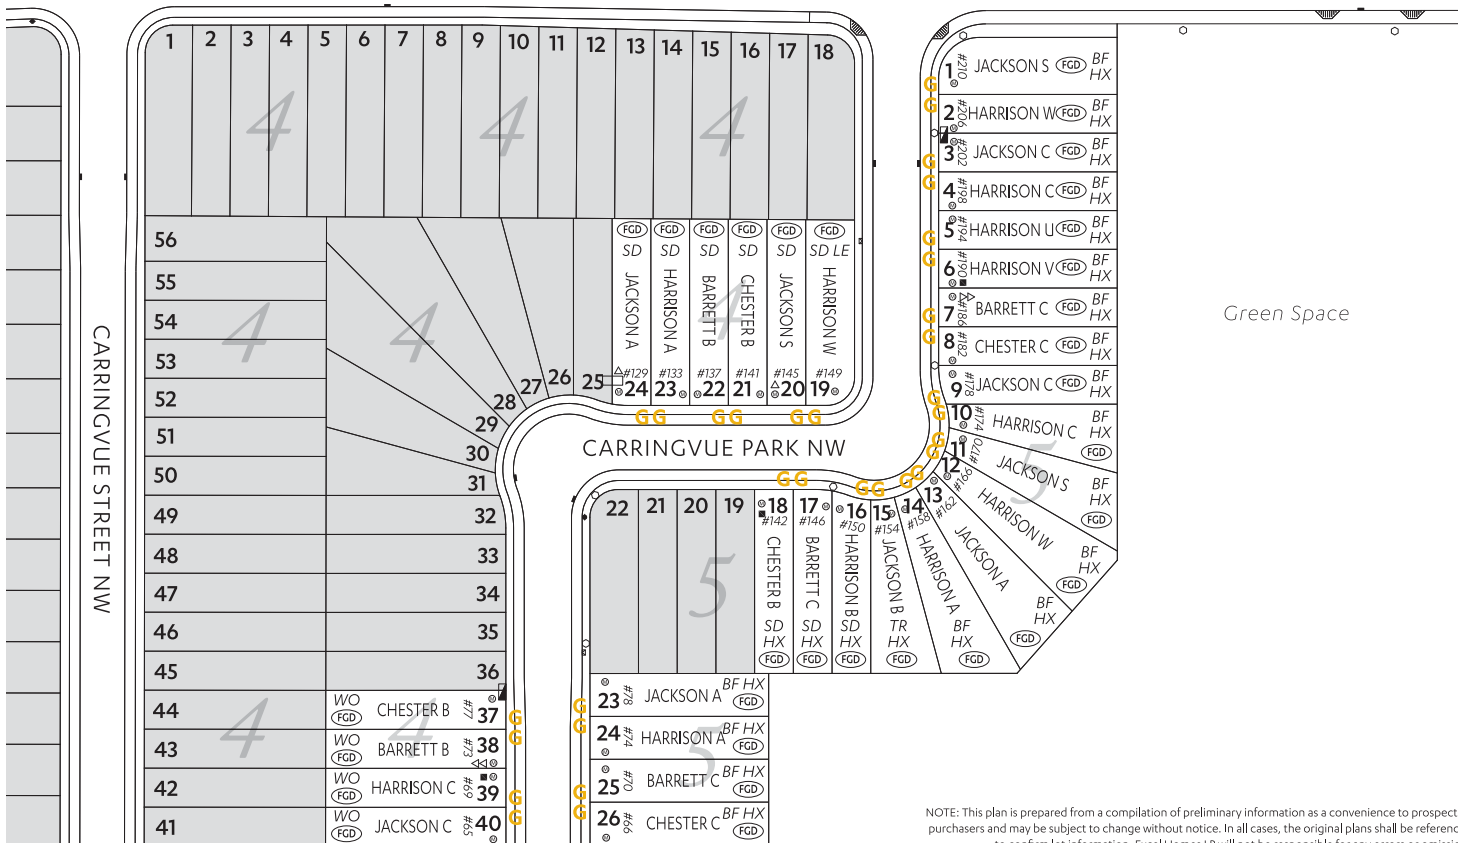 1 2 3 4 5 6 7 8 9 10 11 12 13 14 15 16 17 18
4 4 4
1 #210 JACKSON S FGD BF HX
2 #206 HARRISON W FGD BF HX
3 #202 JACKSON C FGD BF HX
4 #198 HARRISON C FGD BF HX
5 #194 HARRISON U FGD BF HX
6 #190 HARRISON V FGD BF HX
7 #186 BARRETT C FGD BF HX
8 #182 CHESTER C FGD BF HX
9 #178 JACKSON C FGD BF HX
10 #174 HARRISON C BF HX FGD
11 #170 JACKSON S BF HX FGD
12 #166 HARRISON W BF HX FGD
13 #162 JACKSON A BF HX FGD
14 #158 HARRISON A BF HX FGD
15 #154 JACKSON B TR HX FGD
16 #150 HARRISON B SD HX FGD
17 #146 BARRETT C SD HX FGD
18 #142 CHESTER B SD HX FGD
5
Green Space
G G G G G G G G
G G G G G G G G
56
55
54
53
52
51
50
49
48
47
46
45
44
43
42
41
4 4 4
25 26 27 28 29 30 31
32
33
34
35
36
FGD SD JACKSON A #129 24
FGD SD HARRISON A #133 23
FGD SD BARRETT B #137 22
FGD SD CHESTER B #141 21
FGD SD JACKSON S #145 20
FGD SD LE HARRISON W #149 19
G G G G G G
CARRINGVUE PARK NW
G G G G
CARRINGVUE STREET NW
22 21 20 19
5
4 4
WO FGD CHESTER B #77 37
WO FGD BARRETT B #73 38
WO FGD HARRISON C #69 39
WO FGD JACKSON C #65 40
G G G G
G G G G
23 #78 JACKSON A BF HX FGD
24 #74 HARRISON A BF HX FGD
25 #70 BARRETT C BF HX FGD
26 #66 CHESTER C BF HX FGD
5
NOTE: This plan is prepared from a compilation of preliminary information as a convenience to prospect
purchasers and may be subject to change without notice. In all cases, the original plans shall be referenc